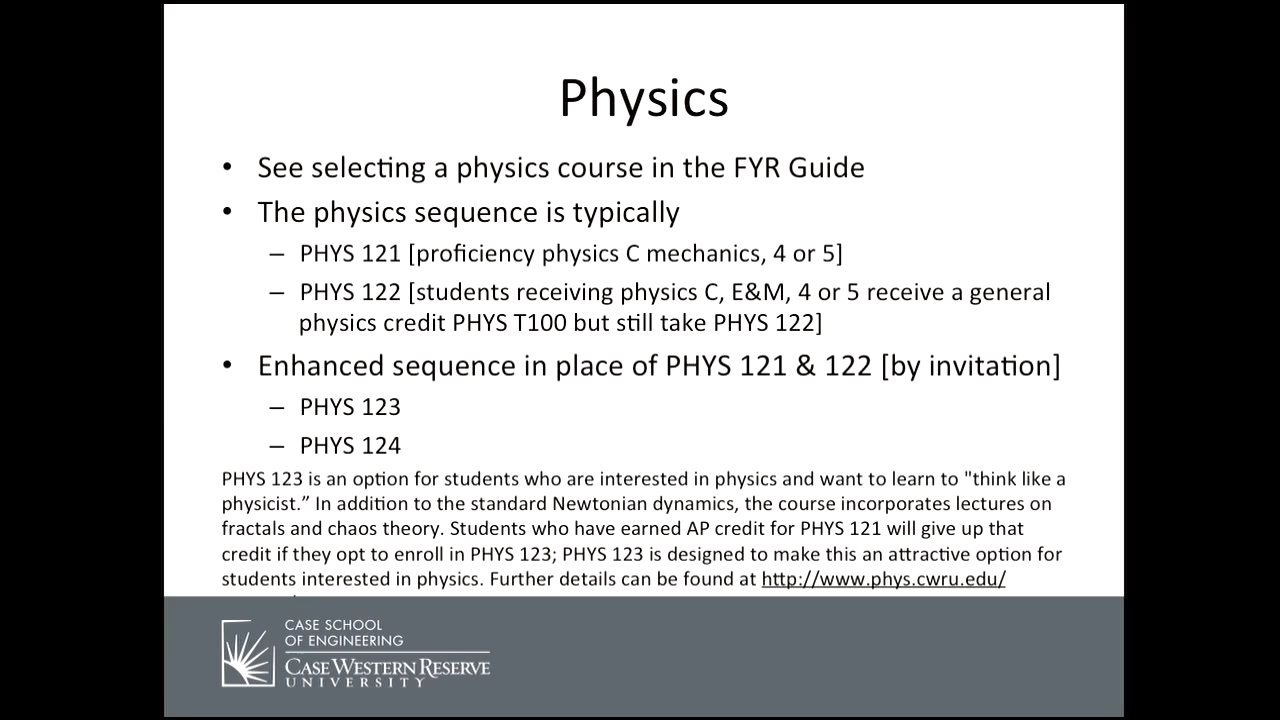 Physics
• See selecting a physics course in the FYR Guide
• The physics sequence is typically
– PHYS 121 [proficiency physics C mechanics, 4 or 5]
– PHYS 122 [students receiving physics C, E&M, 4 or 5 receive a general
physics credit PHYS T100 but still take PHYS 122]
• Enhanced sequence in place of PHYS 121 & 122 [by invitation]
– PHYS 123
– PHYS 124
PHYS 123 is an option for students who are interested in physics and want to learn to "think like a
physicist.” In addition to the standard Newtonian dynamics, the course incorporates lectures on
fractals and chaos theory. Students who have earned AP credit for PHYS 121 will give up that
credit if they opt to enroll in PHYS 123; PHYS 123 is designed to make this an attractive option for
students interested in physics. Further details can be found at http://www.phys.cwru.edu/
CASE SCHOOL
OF ENGINEERING
CASE WESTERN RESERVE
UNIVERSITY